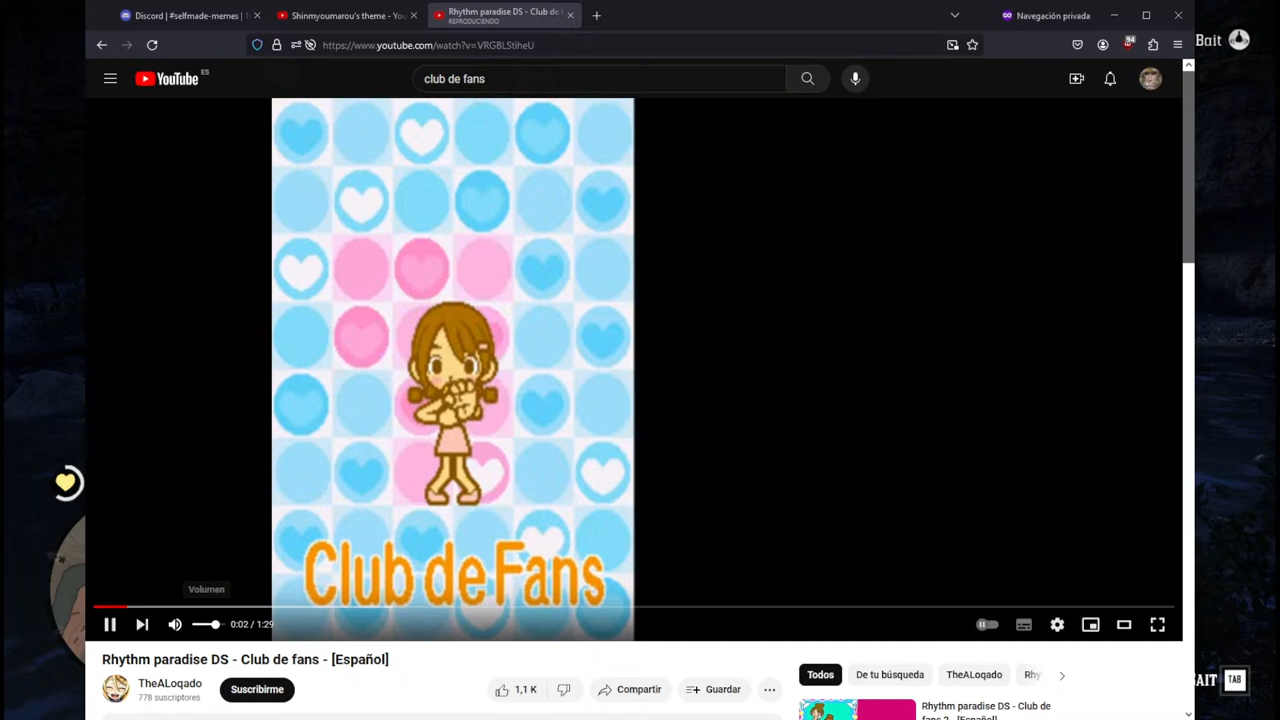 Discord | #selfmade-memes | 1
Shinmyoumarou's theme - You
Rhythm paradise DS - Club de f
REPRODUCIENDO
Navegación privada
Bait
https://www.youtube.com/watch?v=VRGBLStiheU
94
YouTube ES
club de fans
Club de Fans
Volumen
0:02 / 1:29
Rhythm paradise DS - Club de fans - [Español]
TheALoqado
778 suscriptores
Suscribirme
1,1 K
Compartir
Guardar
Todos
De tu búsqueda
TheALoqado
Rhy
Rhythm paradise DS - Club de
fans 2 - [Español]
AIT
TAB